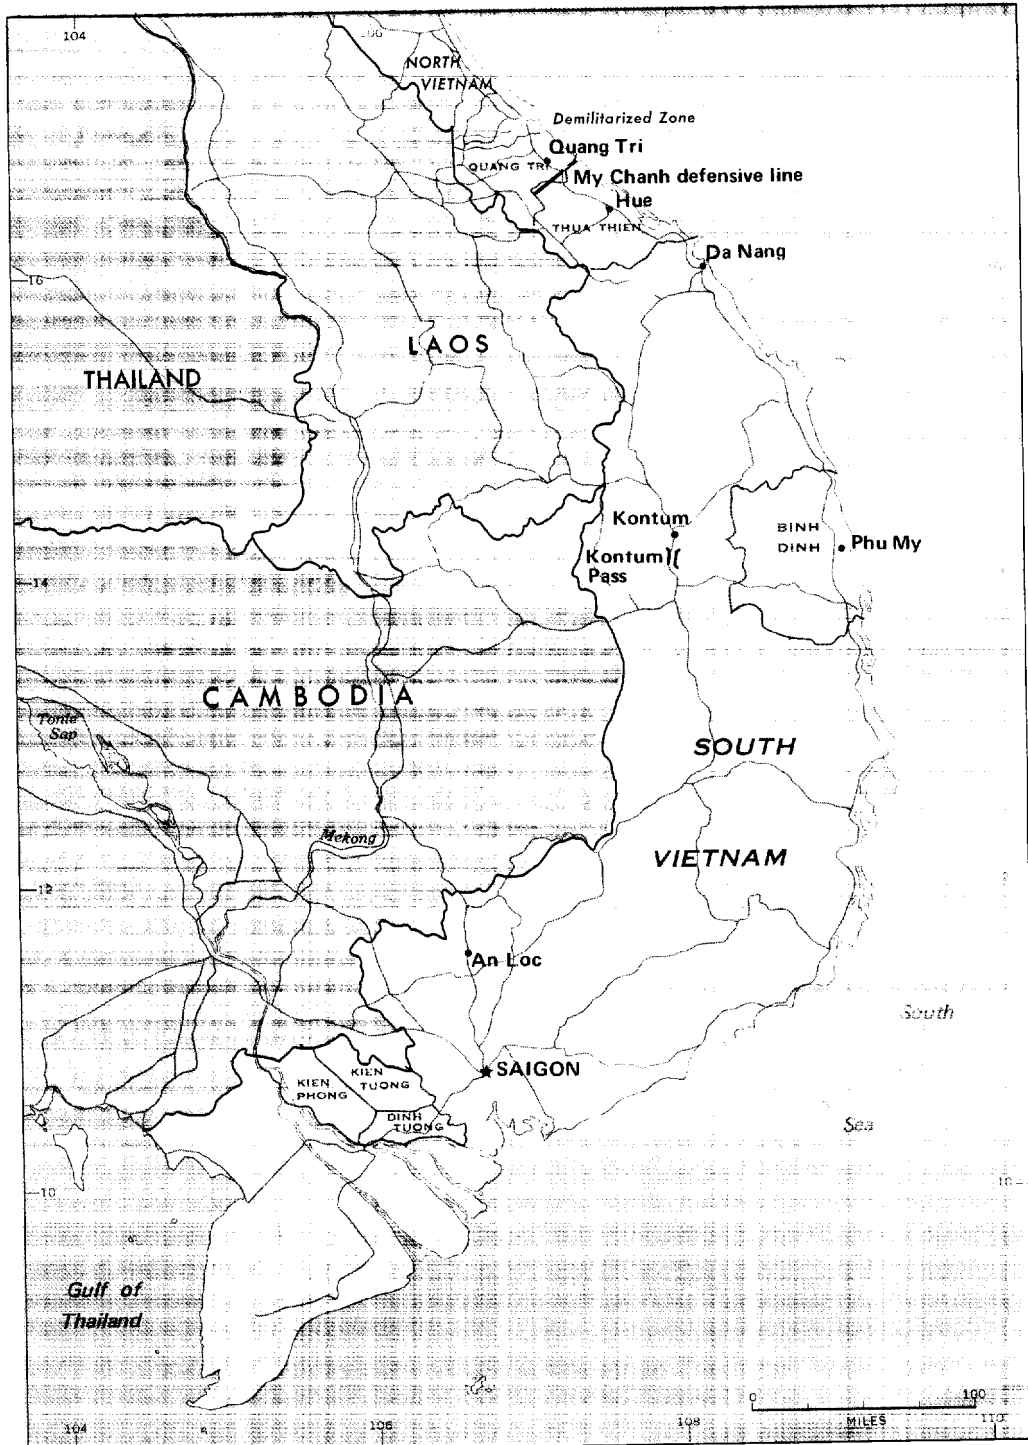 104
106
NORTH
VIETNAM
Demilitarized Zone
Quang Tri
QUANG TRI
My Chanh defensive line
Hue
THUA THIEN
Da Nang
16
LAOS
THAILAND
Kontum
BINH
DINH
Phu My
Kontum
Pass
14
CAMBODIA
Tonle
Sap
SOUTH
Mekong
VIETNAM
12
An Loc
South
SAIGON
KIEN
TUONG
KIEN
PHONG
DINH
TUONG
Sea
10
10
Gulf of
Thailand
0
100
MILES
104
106
108
110